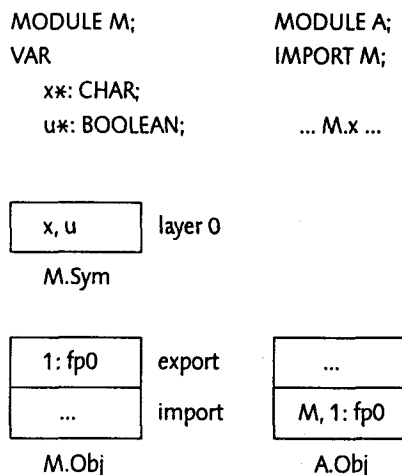 MODULE M; MODULE A;
VAR IMPORT M;
x*: CHAR;
u*: BOOLEAN; ... M.x ...
x, u layer 0
M.Sym
1: fp0 export ...
... import M, 1: fp0
M.Obj A.Obj